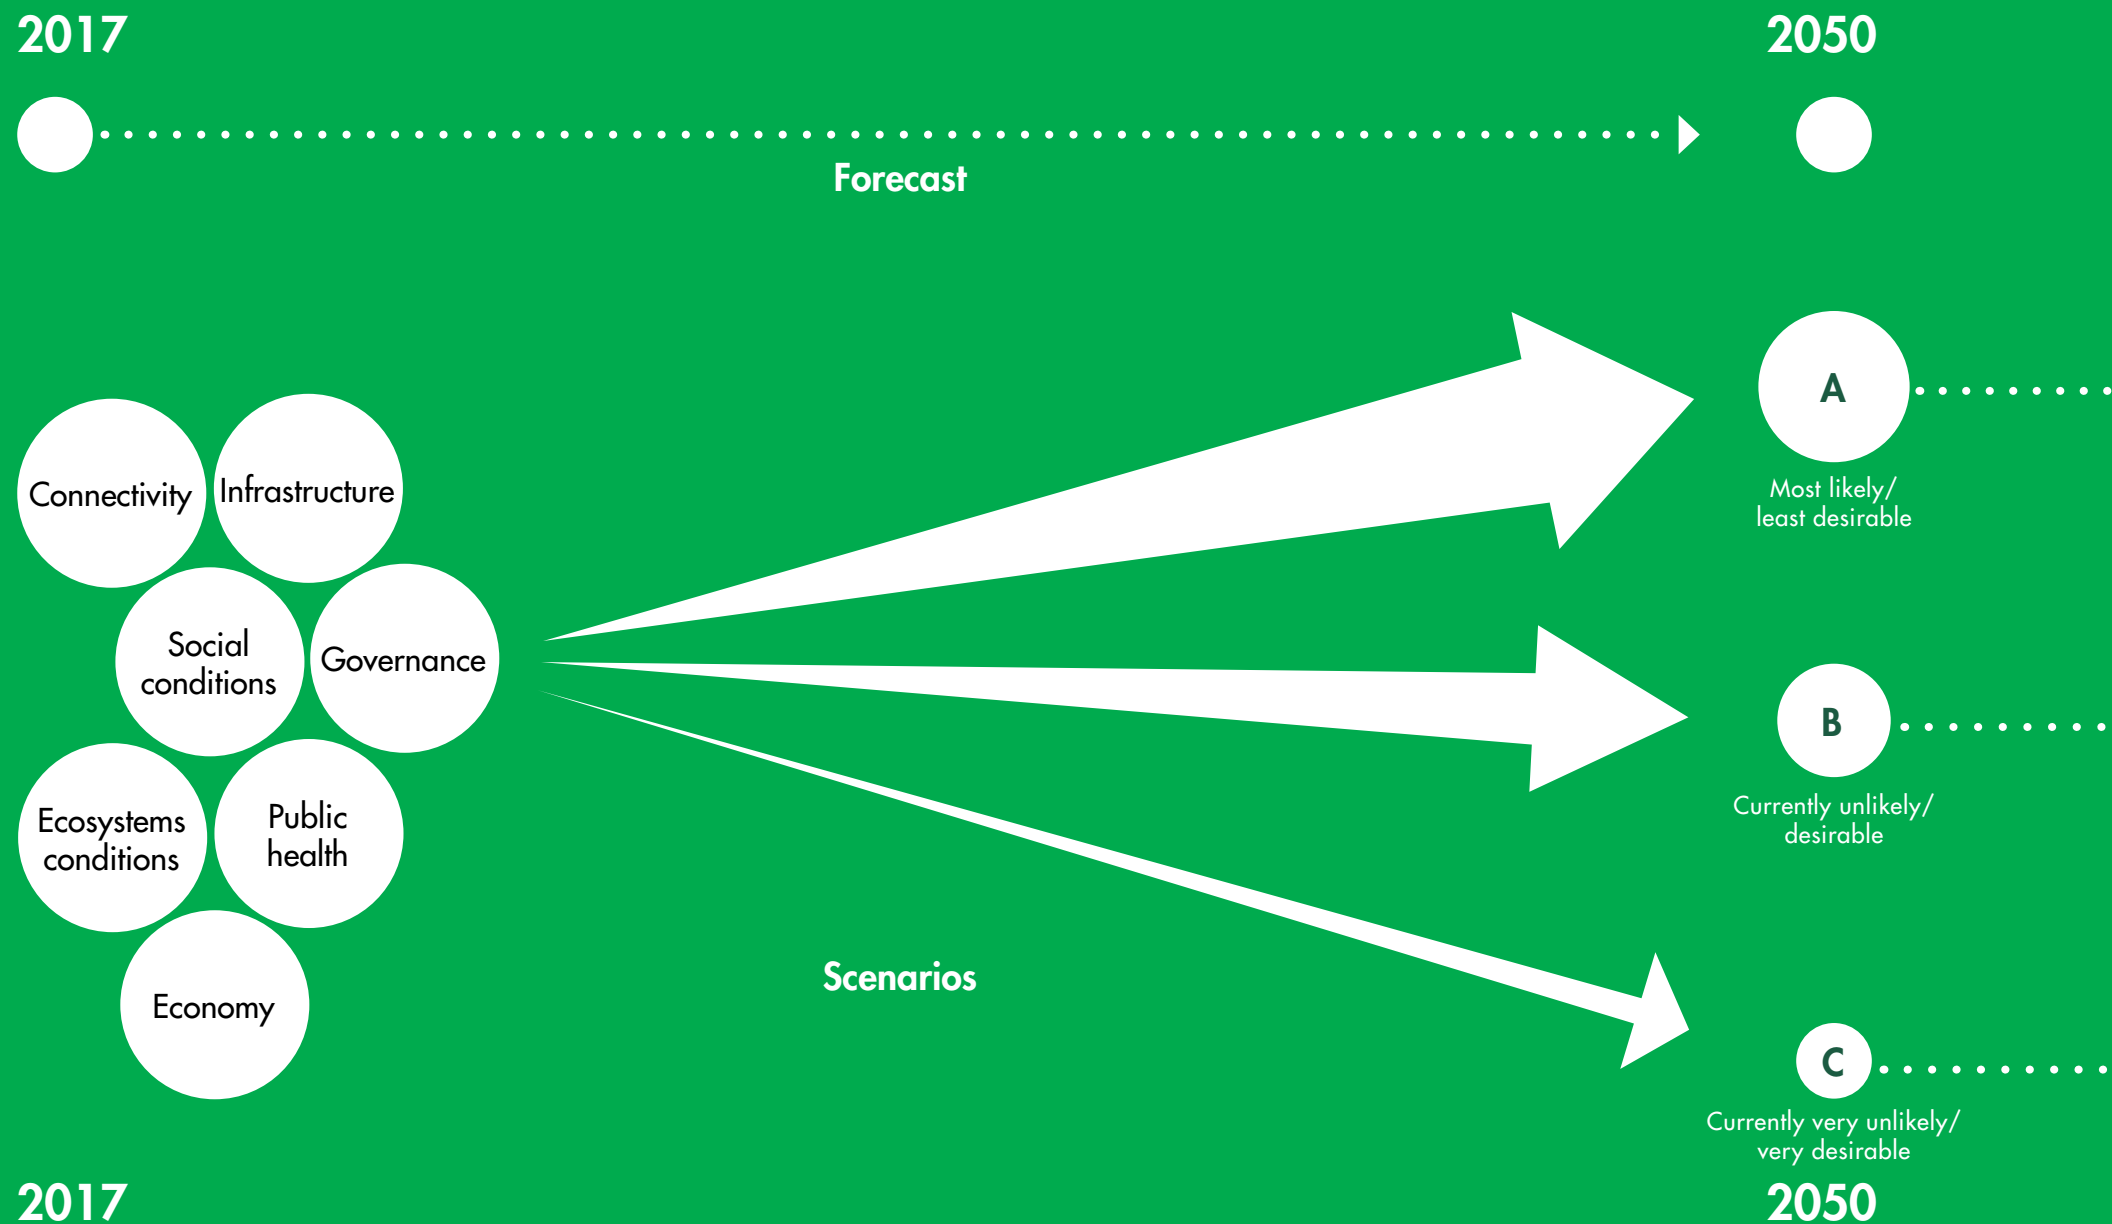 2017
2050
Forecast
A
Most likely/
least desirable
Connectivity
Infrastructure
Social
conditions
Governance
B
Currently unlikely/
desirable
Ecosystems
conditions
Public
health
Economy
Scenarios
C
Currently very unlikely/
very desirable
2017
2050